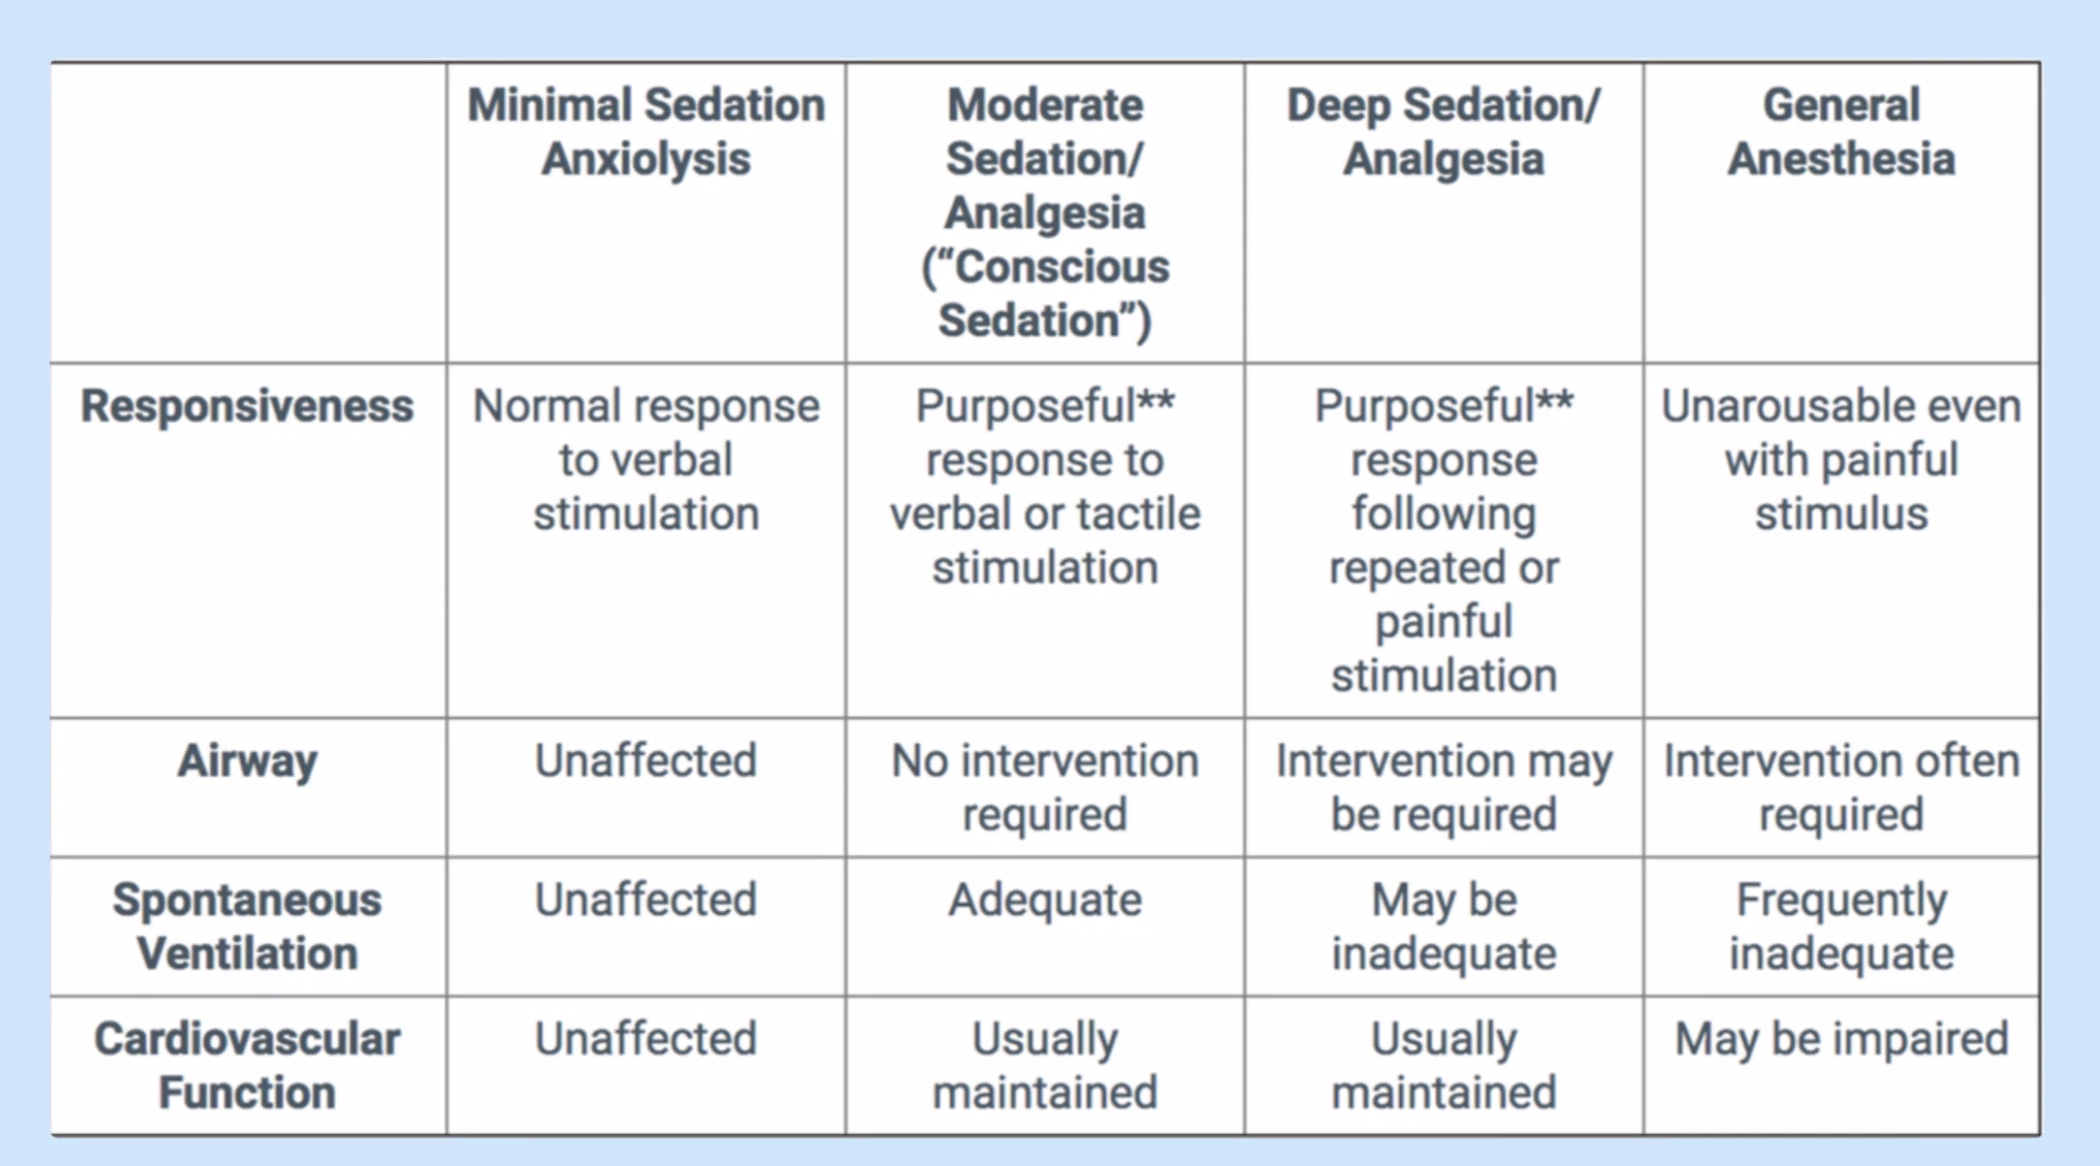 Minimal Sedation
Anxiolysis
Moderate
Sedation/
Analgesia
(“Conscious
Sedation”)
Deep Sedation/
Analgesia
General
Anesthesia
Responsiveness
Normal response
to verbal
stimulation
Purposeful**
response to
verbal or tactile
stimulation
Purposeful**
response
following
repeated or
painful
stimulation
Unarousable even
with painful
stimulus
Airway
Unaffected
No intervention
required
Intervention may
be required
Intervention often
required
Spontaneous
Ventilation
Unaffected
Adequate
May be
inadequate
Frequently
inadequate
Cardiovascular
Function
Unaffected
Usually
maintained
Usually
maintained
May be impaired